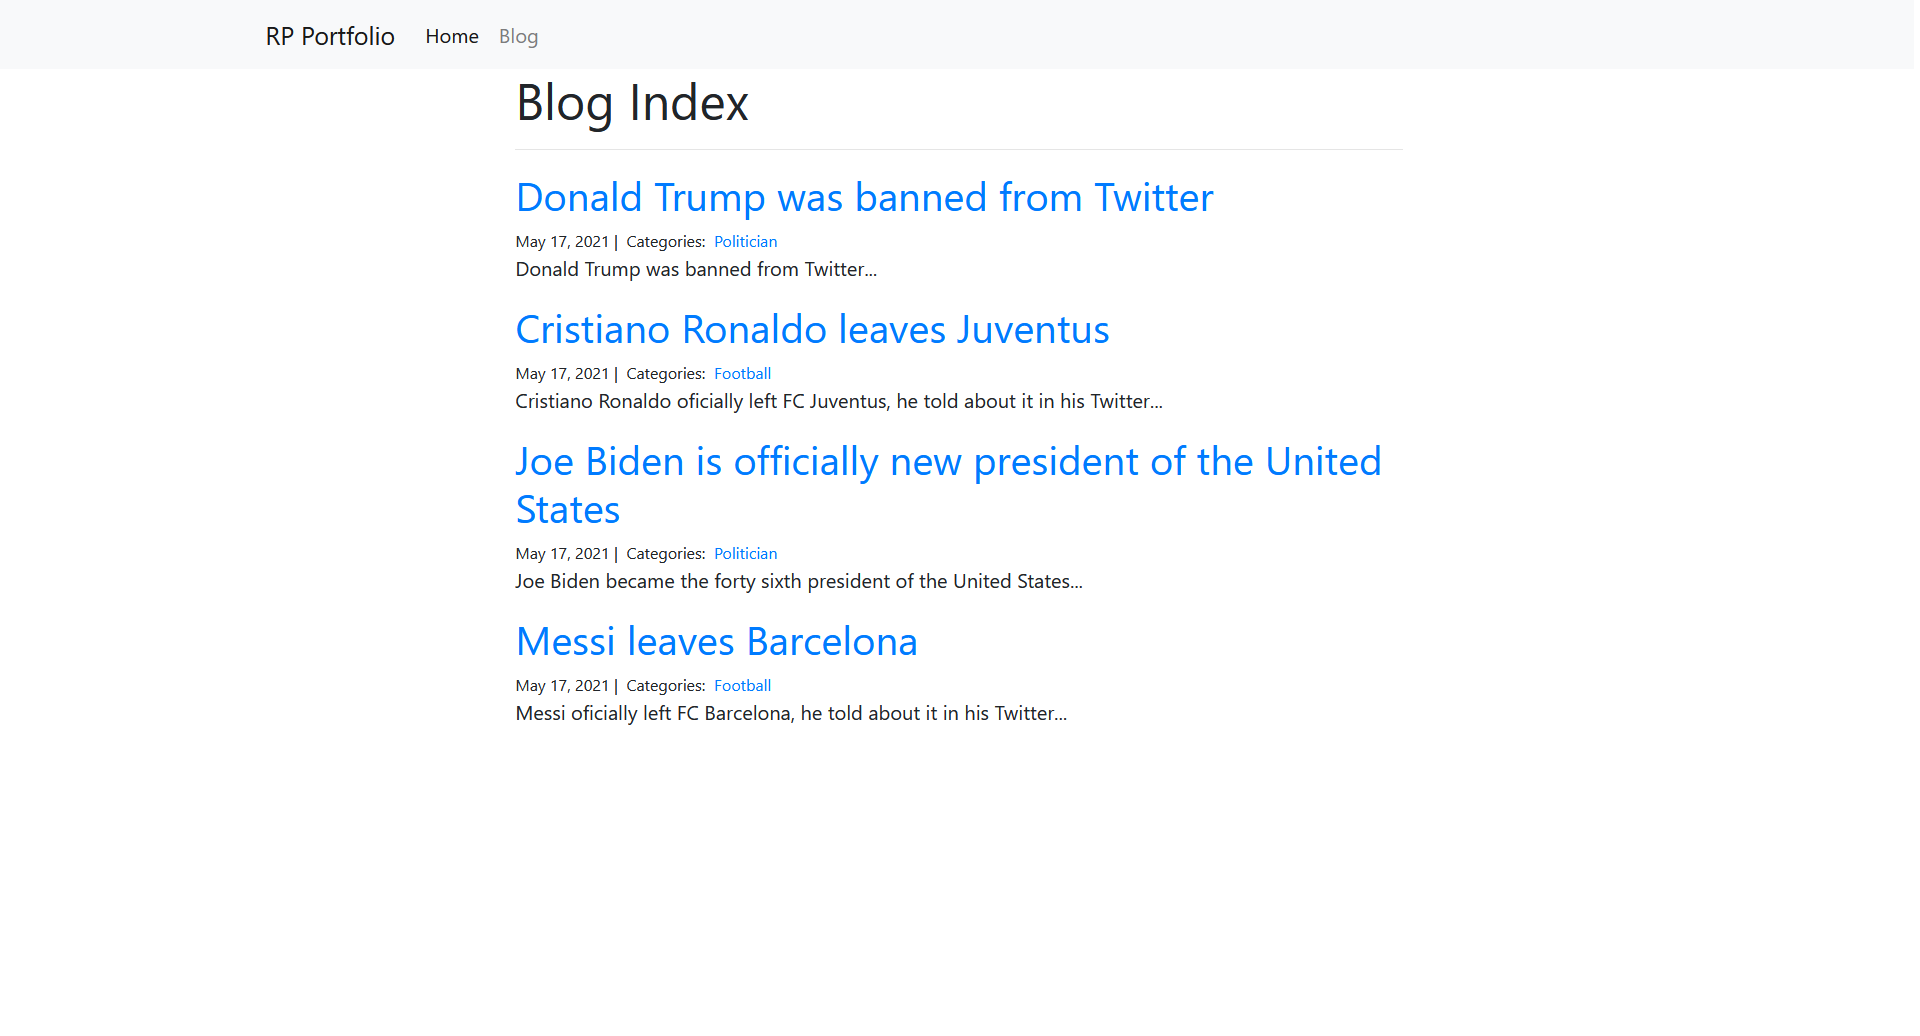 RP Portfolio Home Blog
Blog Index
Donald Trump was banned from Twitter
May 17, 2021 | Categories: Politician
Donald Trump was banned from Twitter...
Cristiano Ronaldo leaves Juventus
May 17, 2021 | Categories: Football
Cristiano Ronaldo oficially left FC Juventus, he told about it in his Twitter...
Joe Biden is officially new president of the United
States
May 17, 2021 | Categories: Politician
Joe Biden became the forty sixth president of the United States...
Messi leaves Barcelona
May 17, 2021 | Categories: Football
Messi oficially left FC Barcelona, he told about it in his Twitter...